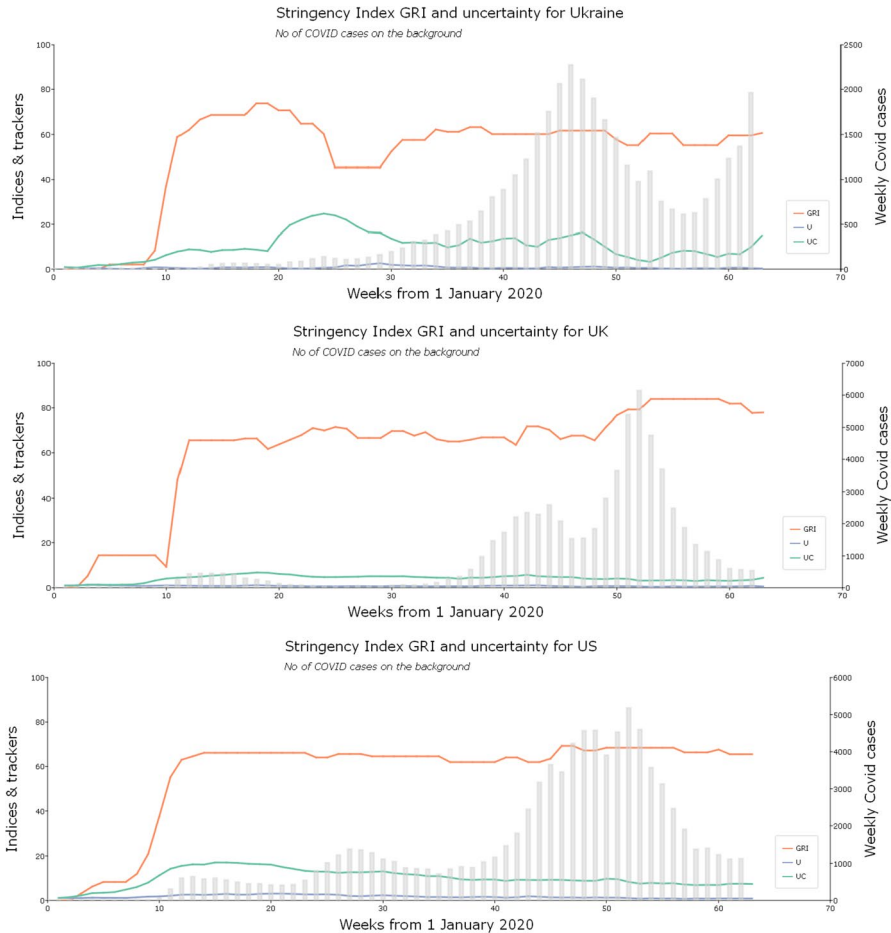 Stringency Index GRI and uncertainty for Ukraine
No of COVID cases on the background
100
80
60
40
20
0
Indices & trackers
2500
2000
1500
1000
500
0
Weekly Covid cases
GRI
U
UC
0 10 20 30 40 50 60 70
Weeks from 1 January 2020
Stringency Index GRI and uncertainty for UK
No of COVID cases on the background
100
80
60
40
20
0
Indices & trackers
7000
6000
5000
4000
3000
2000
1000
0
Weekly Covid cases
GRI
U
UC
0 10 20 30 40 50 60 70
Weeks from 1 January 2020
Stringency Index GRI and uncertainty for US
No of COVID cases on the background
100
80
60
40
20
0
Indices & trackers
6000
5000
4000
3000
2000
1000
0
Weekly Covid cases
GRI
U
UC
0 10 20 30 40 50 60 70
Weeks from 1 January 2020